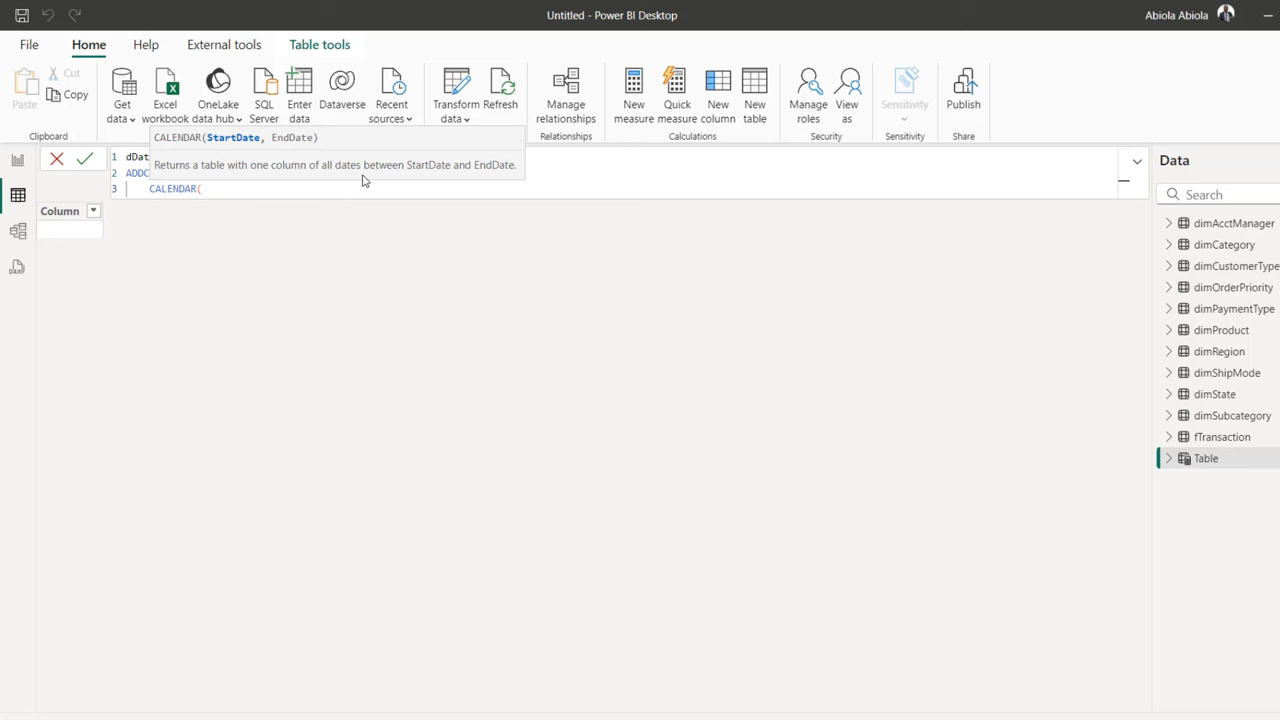 Untitled - Power BI Desktop
Abiola Abiola
File Home Help External tools Table tools
Paste
Cut
Copy
Get data
Excel workbook
OneLake data hub
SQL Server
Enter data
Dataverse
Recent sources
Transform data
Refresh
Manage relationships
New measure
Quick measure
New column
New table
Manage roles
View as
Sensitivity
Publish
Clipboard
Relationships
Calculations
Security
Sensitivity
Share
CALENDAR(StartDate, EndDate)
Returns a table with one column of all dates between StartDate and EndDate.
1 dDat
2 ADDC
3 CALENDAR(
Column
Data
Search
dimAcctManager
dimCategory
dimCustomerType
dimOrderPriority
dimPaymentType
dimProduct
dimRegion
dimShipMode
dimState
dimSubcategory
fTransaction
Table